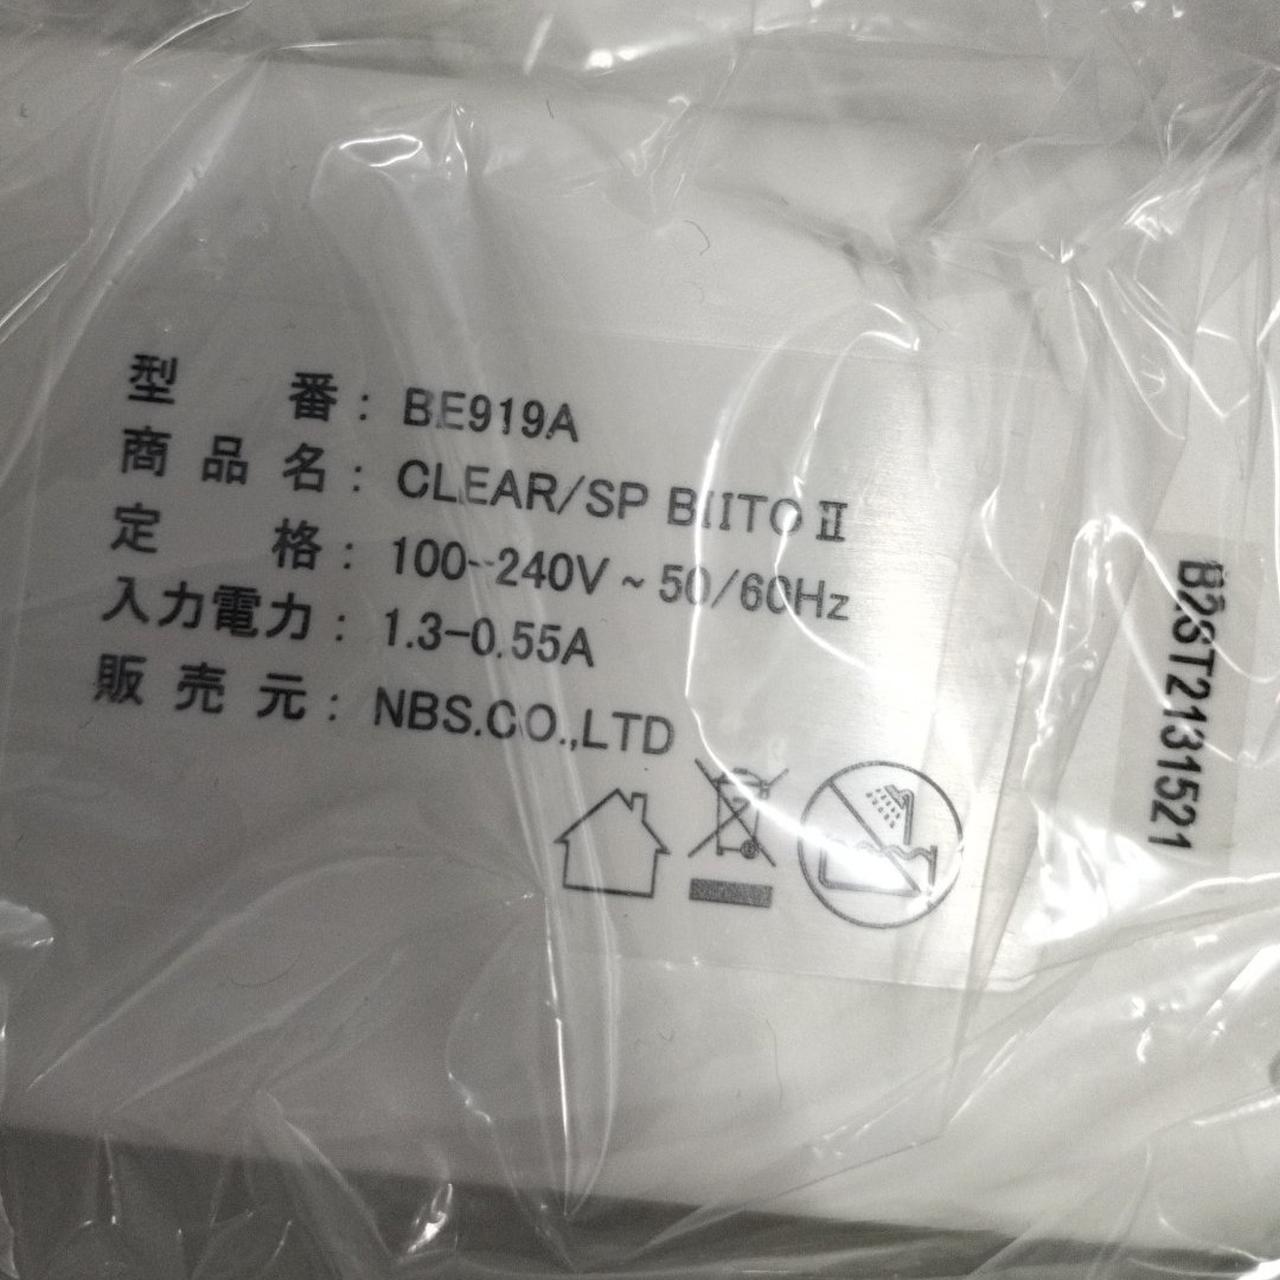 型番：BE919A
商品名：CLEAR/SP BIITO Ⅱ
定格：100-240V ~ 50/60Hz
入力電力：1.3-0.55A
販売元：NBS.CO.,LTD
B2ST2131521